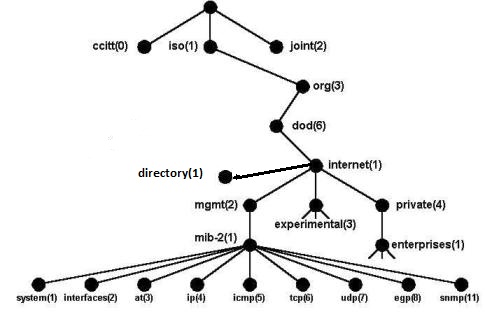 ccitt(0) iso(1) joint(2)
org(3)
dod(6)
internet(1)
directory(1)
mgmt(2) experimental(3) private(4)
mib-2(1) enterprises(1)
system(1) interfaces(2) at(3) ip(4) icmp(5) tcp(6) udp(7) egp(8) snmp(11)